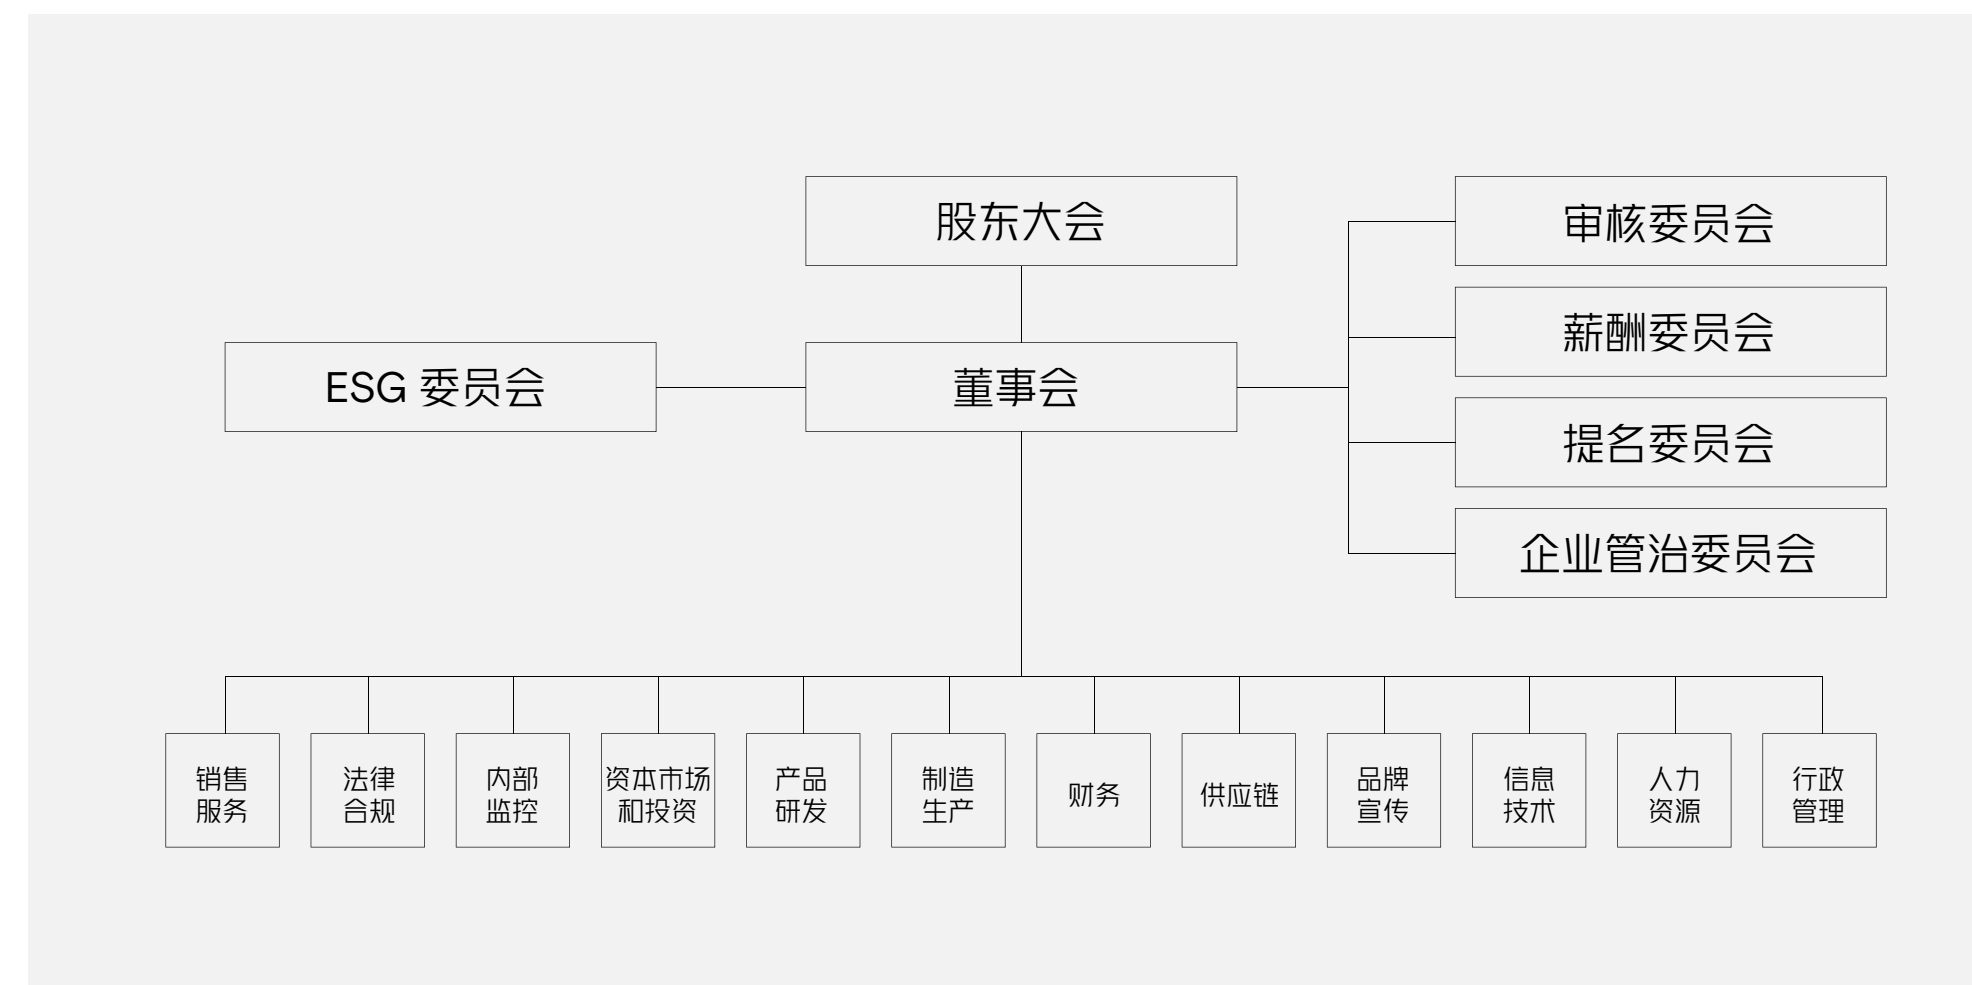 股东大会
ESG 委员会
董事会
审核委员会
薪酬委员会
提名委员会
企业管治委员会
销售
服务
法律
合规
内部
监控
资本市场
和投资
产品
研发
制造
生产
财务
供应链
品牌
宣传
信息
技术
人力
资源
行政
管理